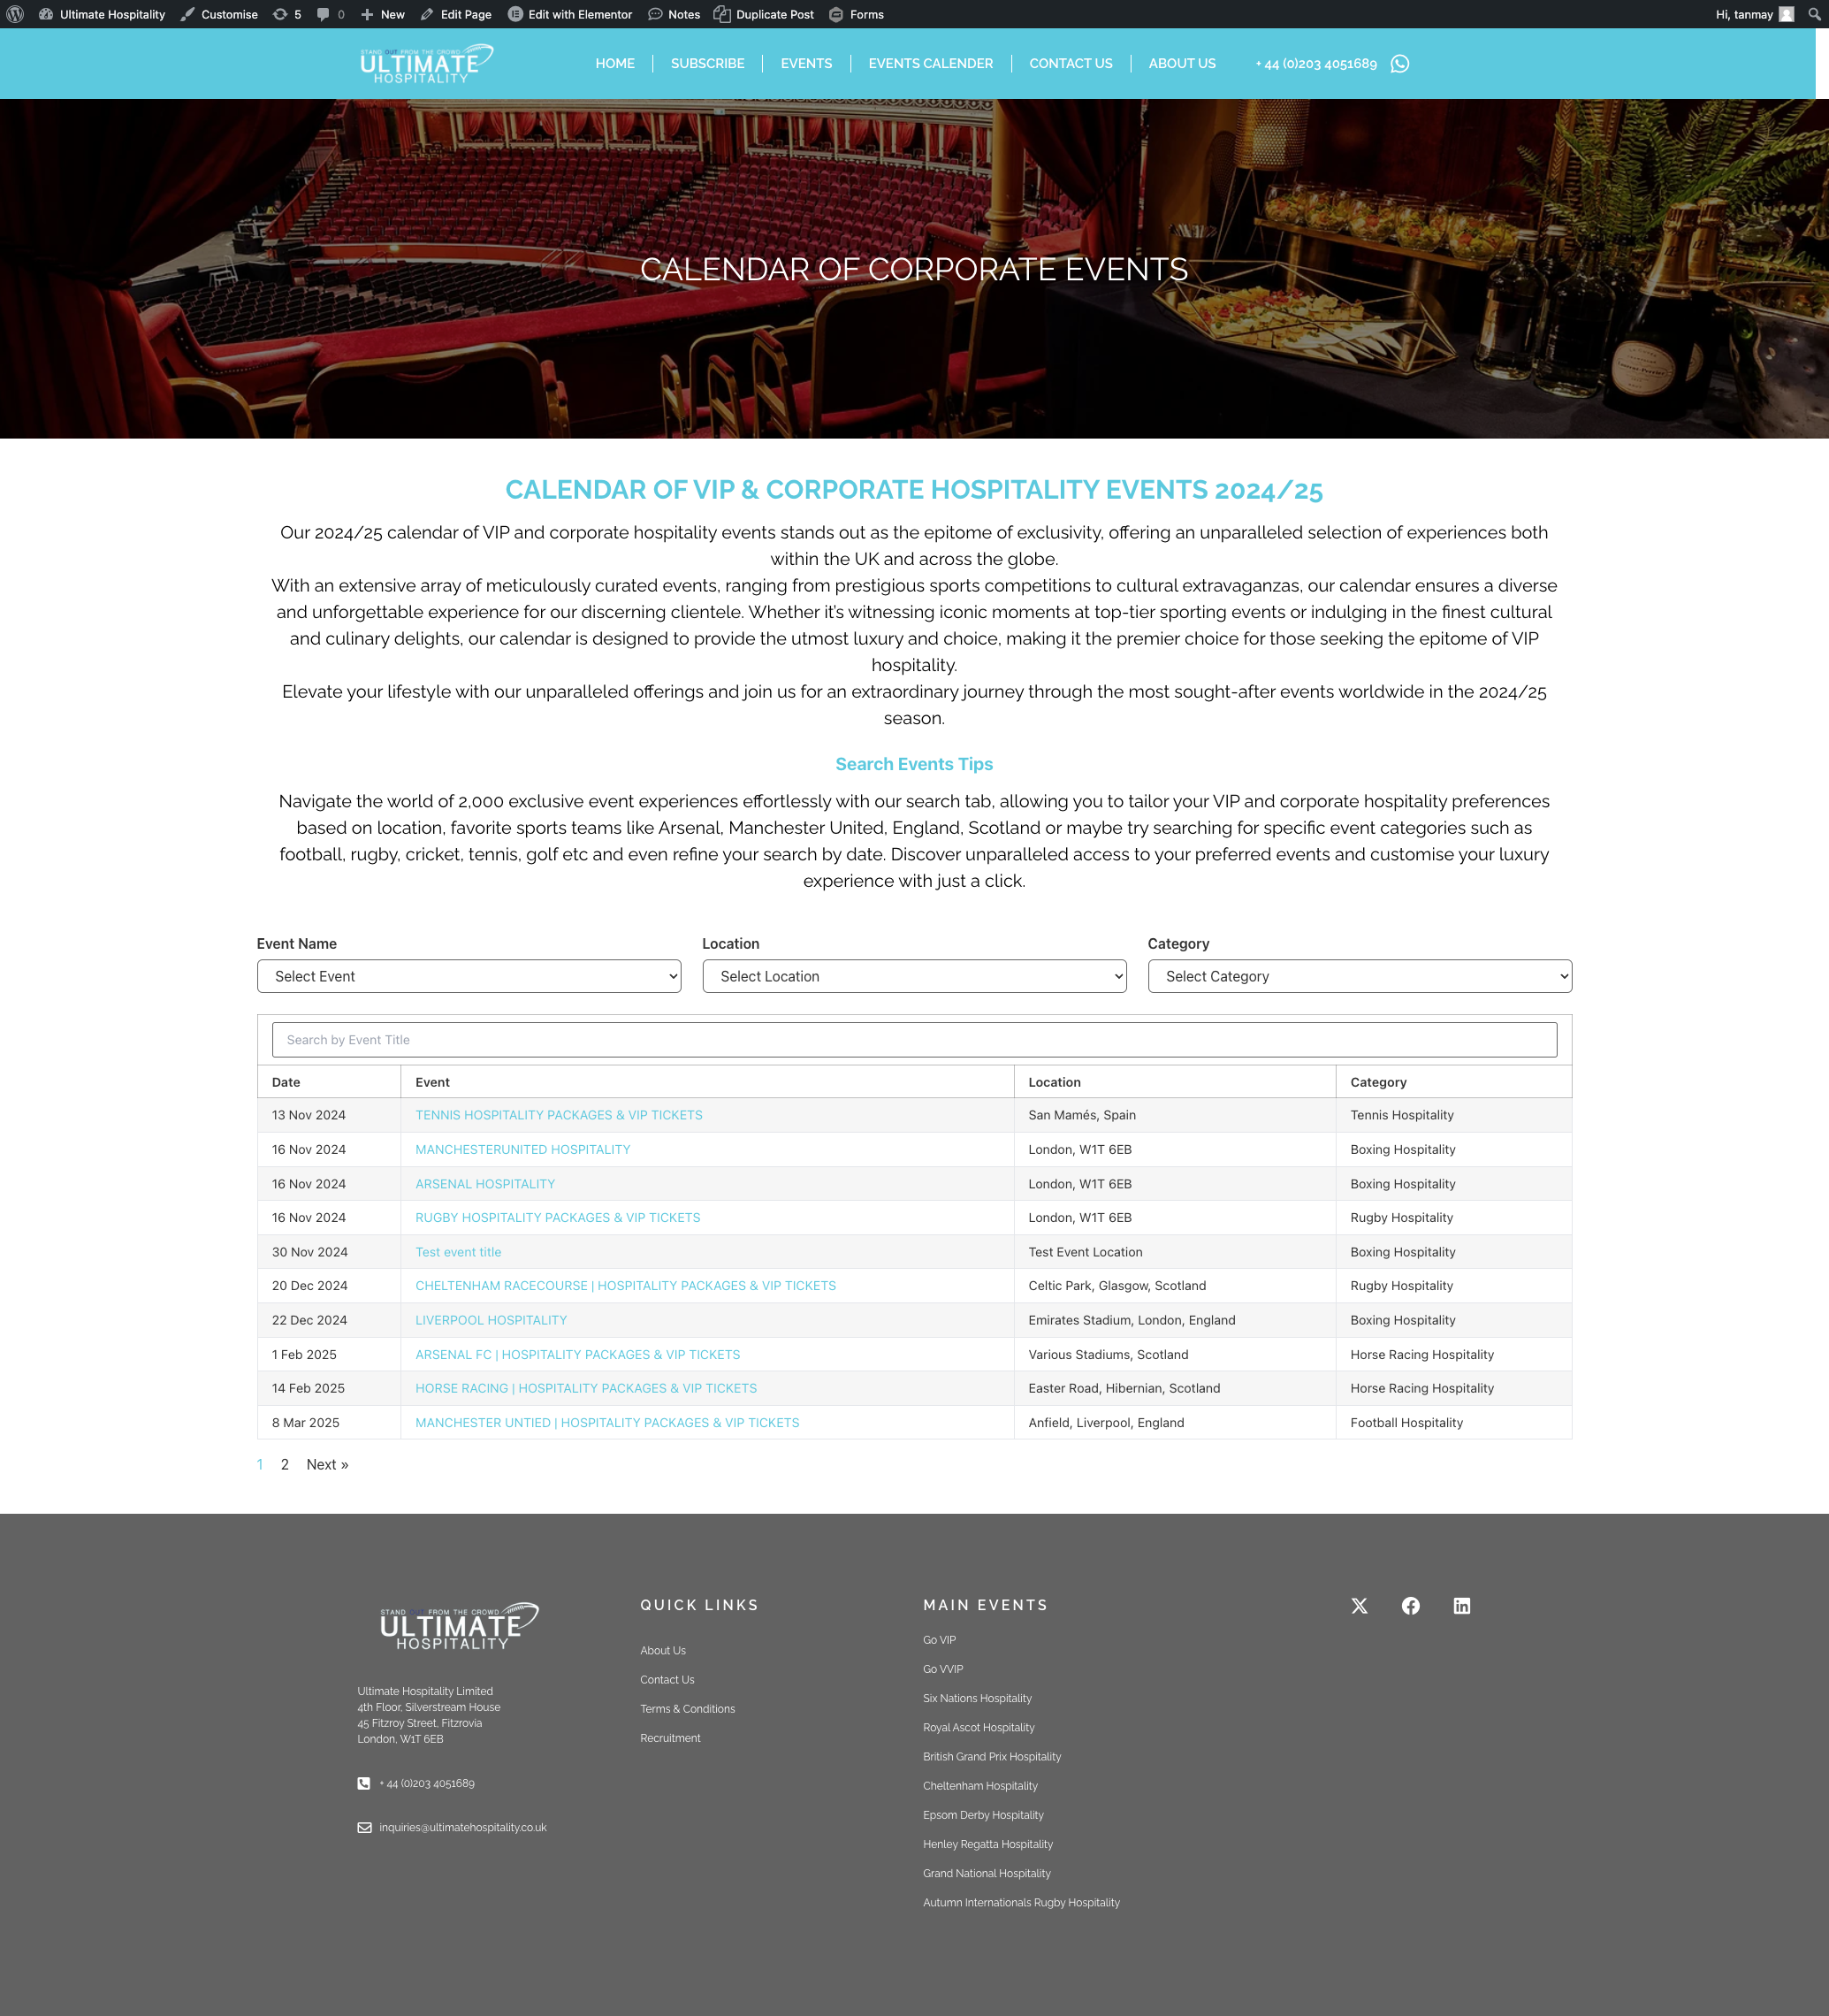 Ultimate Hospitality Customise 5 0 New Edit Page Edit with Elementor Notes Duplicate Post Forms Hi, tanmay
STAND OUT FROM THE CROWD
ULTIMATE
HOSPITALITY
HOME SUBSCRIBE EVENTS EVENTS CALENDER CONTACT US ABOUT US + 44 (0)203 4051689
CALENDAR OF CORPORATE EVENTS
CALENDAR OF VIP & CORPORATE HOSPITALITY EVENTS 2024/25
Our 2024/25 calendar of VIP and corporate hospitality events stands out as the epitome of exclusivity, offering an unparalleled selection of experiences both
within the UK and across the globe.
With an extensive array of meticulously curated events, ranging from prestigious sports competitions to cultural extravaganzas, our calendar ensures a diverse
and unforgettable experience for our discerning clientele. Whether it’s witnessing iconic moments at top-tier sporting events or indulging in the finest cultural
and culinary delights, our calendar is designed to provide the utmost luxury and choice, making it the premier choice for those seeking the epitome of VIP
hospitality.
Elevate your lifestyle with our unparalleled offerings and join us for an extraordinary journey through the most sought-after events worldwide in the 2024/25
season.
Search Events Tips
Navigate the world of 2,000 exclusive event experiences effortlessly with our search tab, allowing you to tailor your VIP and corporate hospitality preferences
based on location, favorite sports teams like Arsenal, Manchester United, England, Scotland or maybe try searching for specific event categories such as
football, rugby, cricket, tennis, golf etc and even refine your search by date. Discover unparalleled access to your preferred events and customise your luxury
experience with just a click.
Event Name Location Category
Select Event Select Location Select Category
Search by Event Title
Date Event Location Category
13 Nov 2024 TENNIS HOSPITALITY PACKAGES & VIP TICKETS San Mamés, Spain Tennis Hospitality
16 Nov 2024 MANCHESTERUNITED HOSPITALITY London, W1T 6EB Boxing Hospitality
16 Nov 2024 ARSENAL HOSPITALITY London, W1T 6EB Boxing Hospitality
16 Nov 2024 RUGBY HOSPITALITY PACKAGES & VIP TICKETS London, W1T 6EB Rugby Hospitality
30 Nov 2024 Test event title Test Event Location Boxing Hospitality
20 Dec 2024 CHELTENHAM RACECOURSE | HOSPITALITY PACKAGES & VIP TICKETS Celtic Park, Glasgow, Scotland Rugby Hospitality
22 Dec 2024 LIVERPOOL HOSPITALITY Emirates Stadium, London, England Boxing Hospitality
1 Feb 2025 ARSENAL FC | HOSPITALITY PACKAGES & VIP TICKETS Various Stadiums, Scotland Horse Racing Hospitality
14 Feb 2025 HORSE RACING | HOSPITALITY PACKAGES & VIP TICKETS Easter Road, Hibernian, Scotland Horse Racing Hospitality
8 Mar 2025 MANCHESTER UNTIED | HOSPITALITY PACKAGES & VIP TICKETS Anfield, Liverpool, England Football Hospitality
1 2 Next »
STAND OUT FROM THE CROWD
ULTIMATE
HOSPITALITY
Ultimate Hospitality Limited
4th Floor, Silverstream House
45 Fitzroy Street, Fitzrovia
London, W1T 6EB
+ 44 (0)203 4051689
inquiries@ultimatehospitality.co.uk
QUICK LINKS
About Us
Contact Us
Terms & Conditions
Recruitment
MAIN EVENTS
Go VIP
Go VVIP
Six Nations Hospitality
Royal Ascot Hospitality
British Grand Prix Hospitality
Cheltenham Hospitality
Epsom Derby Hospitality
Henley Regatta Hospitality
Grand National Hospitality
Autumn Internationals Rugby Hospitality